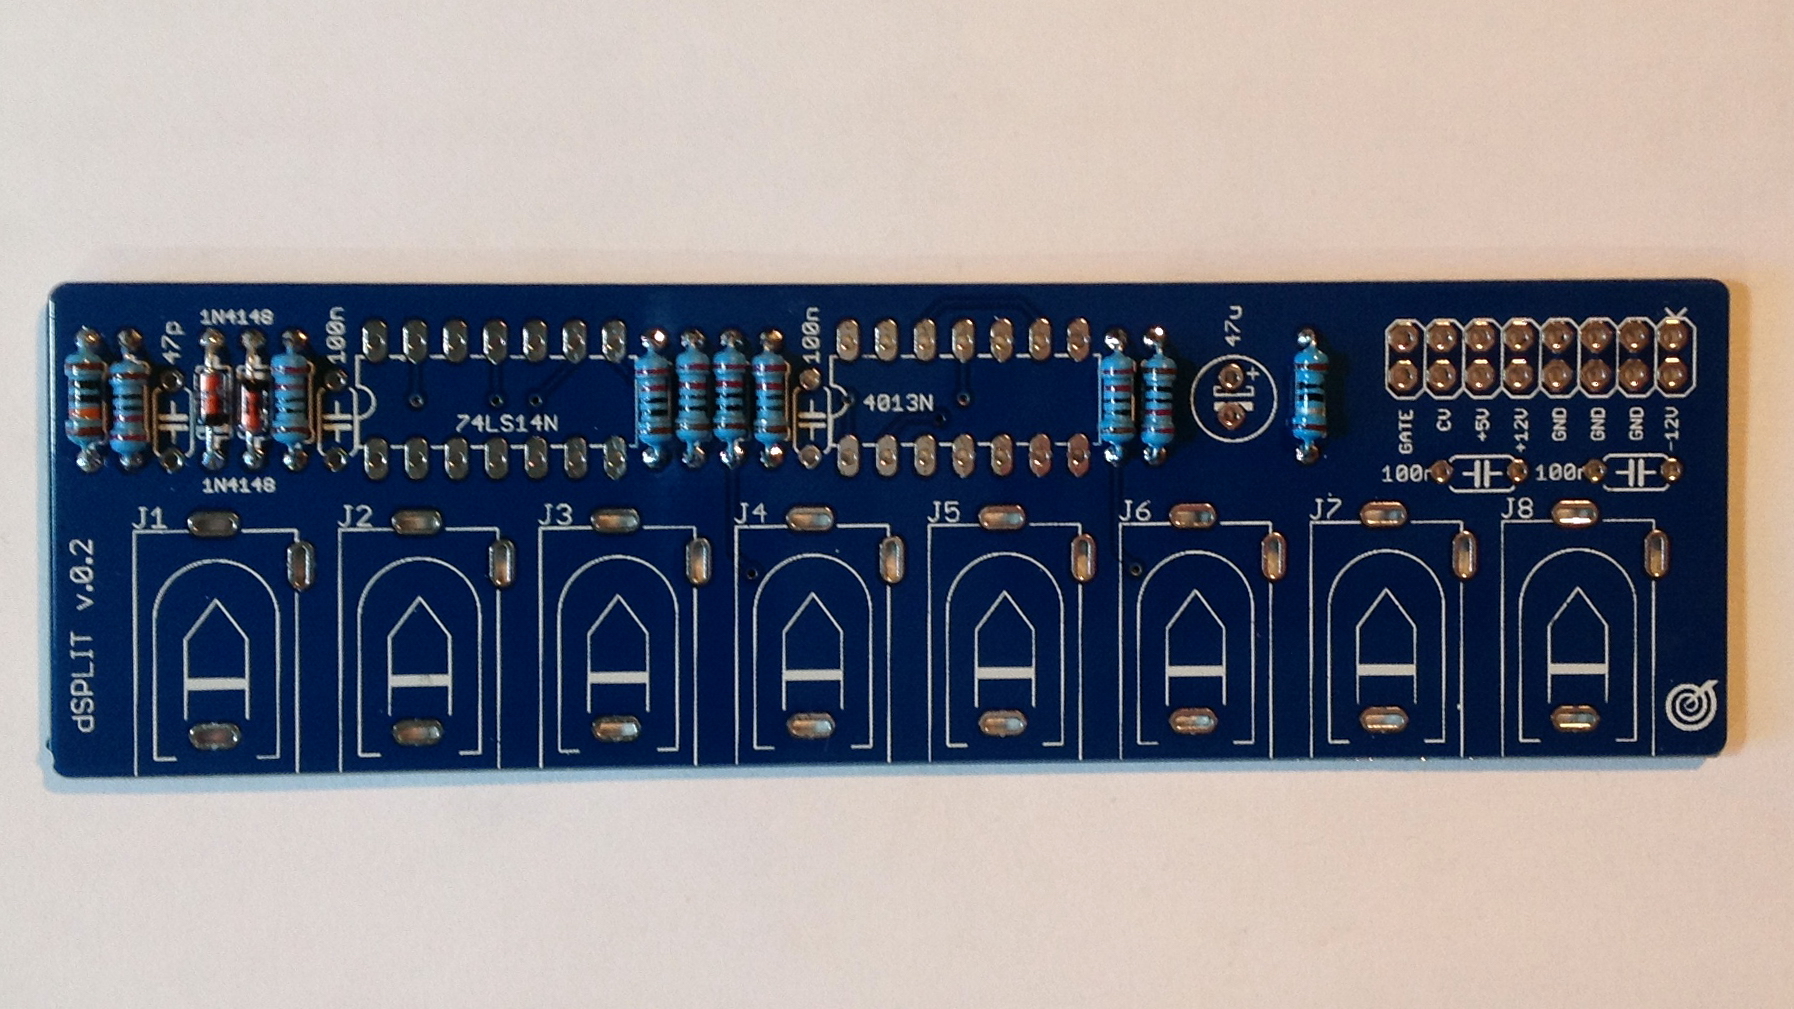 47p
1N4148
1N4148
100n
74LS14N
100n
4013N
47u
+
GATE
CV
+5V
+12V
GND
GND
GND
-12V
100n
100n
J1
J2
J3
J4
J5
J6
J7
J8
dSPLIT v.0.2